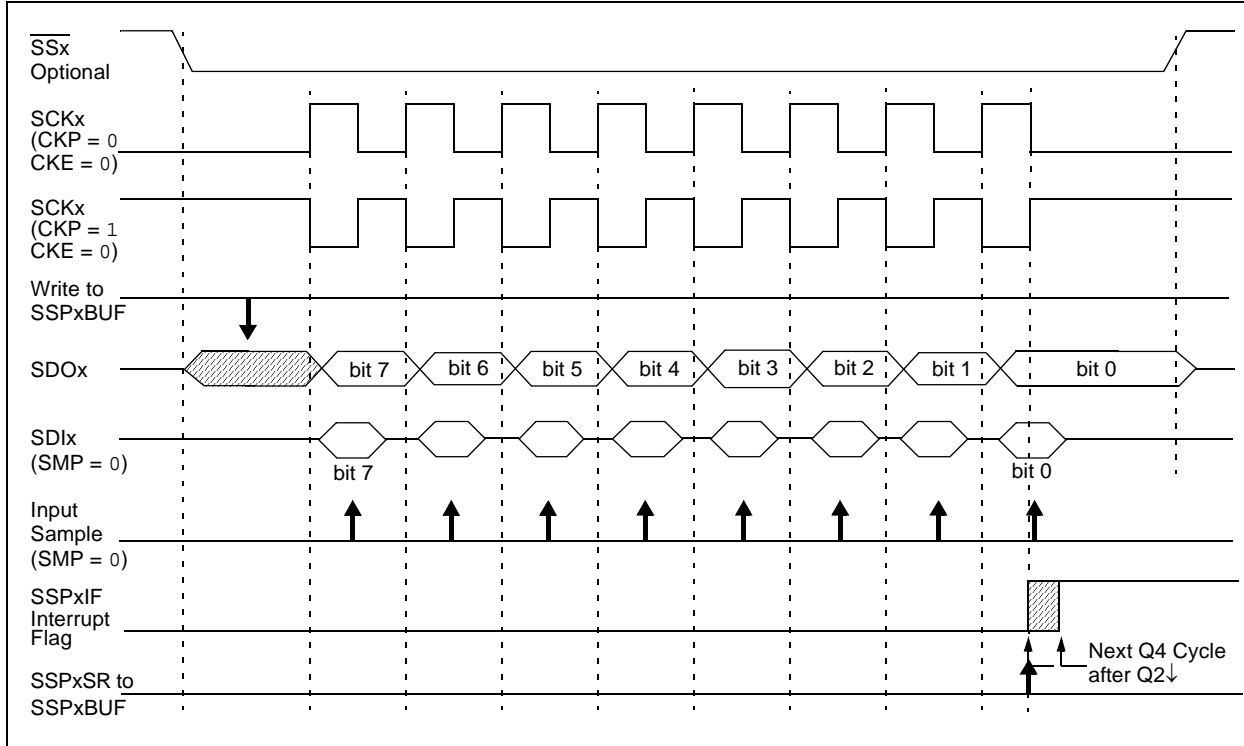 SSx
Optional
SCKx
(CKP = 0
CKE = 0)
SCKx
(CKP = 1
CKE = 0)
Write to
SSPxBUF
SDOx
bit 7
bit 6
bit 5
bit 4
bit 3
bit 2
bit 1
bit 0
SDIx
(SMP = 0)
bit 7
bit 0
Input
Sample
(SMP = 0)
SSPxIF
Interrupt
Flag
Next Q4 Cycle
after Q2↓
SSPxSR to
SSPxBUF